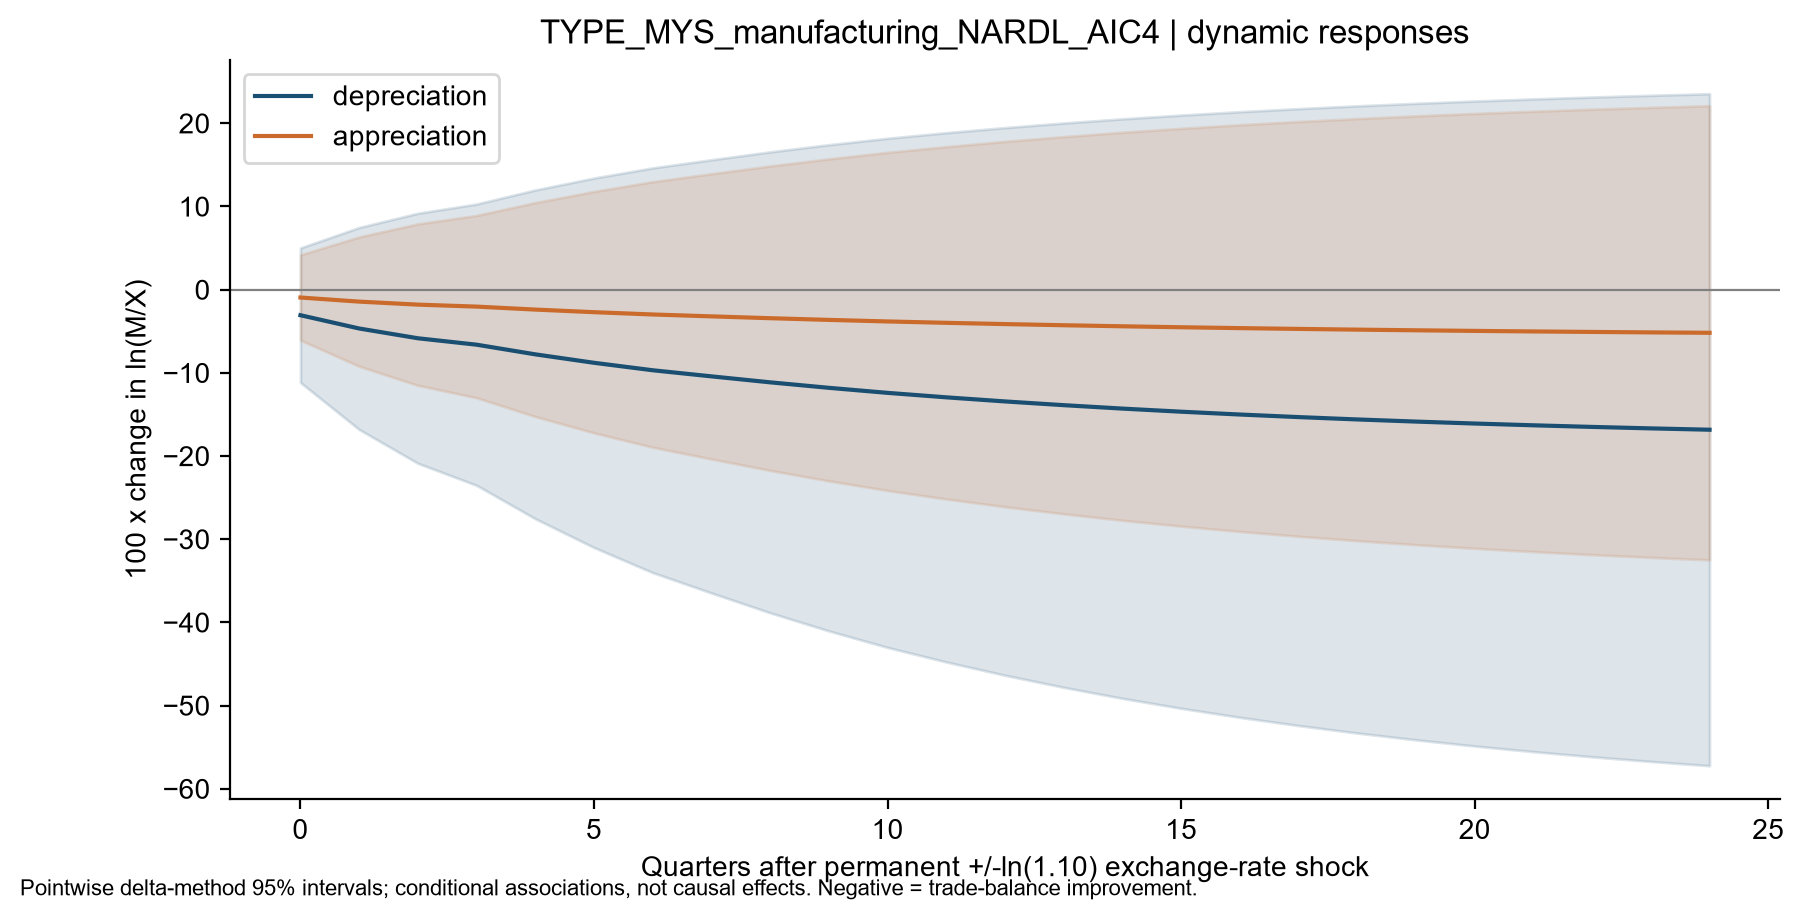 TYPE_MYS_manufacturing_NARDL_AIC4 | dynamic responses
depreciation
appreciation
100 x change in ln(M/X)
20
10
0
−10
−20
−30
−40
−50
−60
0
5
10
15
20
25
Quarters after permanent +/-ln(1.10) exchange-rate shock
Pointwise delta-method 95% intervals; conditional associations, not causal effects. Negative = trade-balance improvement.